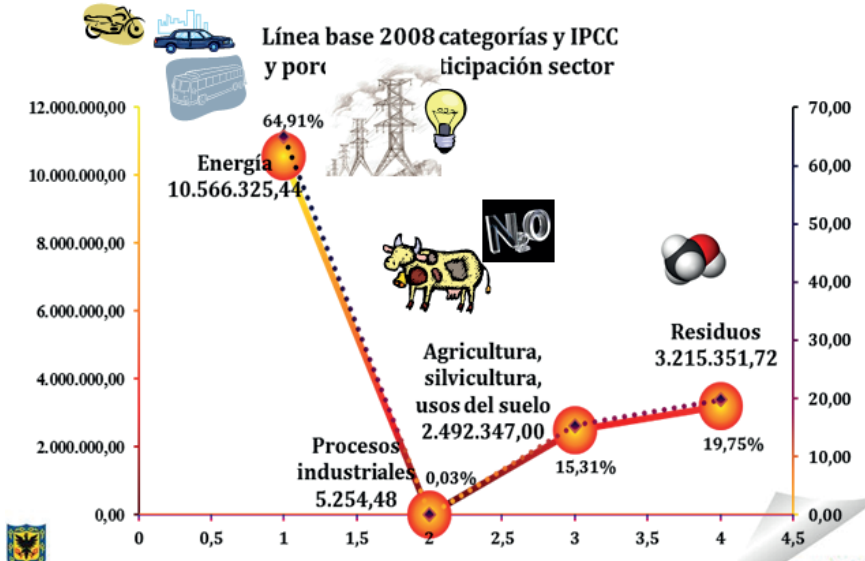 Línea base 2008 categorías y IPCC
y porc ticipación sector
12.000.000,00
10.000.000,00
8.000.000,00
6.000.000,00
4.000.000,00
2.000.000,00
0,00
70,00
60,00
50,00
40,00
30,00
20,00
10,00
0,00
64,91%
Energía
10.566.325,44
N2O
Agricultura,
silvicultura,
usos del suelo
2.492.347,00
15,31%
Residuos
3.215.351,72
19,75%
Procesos
industriales
5.254,48
0,03%
0 0,5 1 1,5 2 2,5 3 3,5 4 4,5